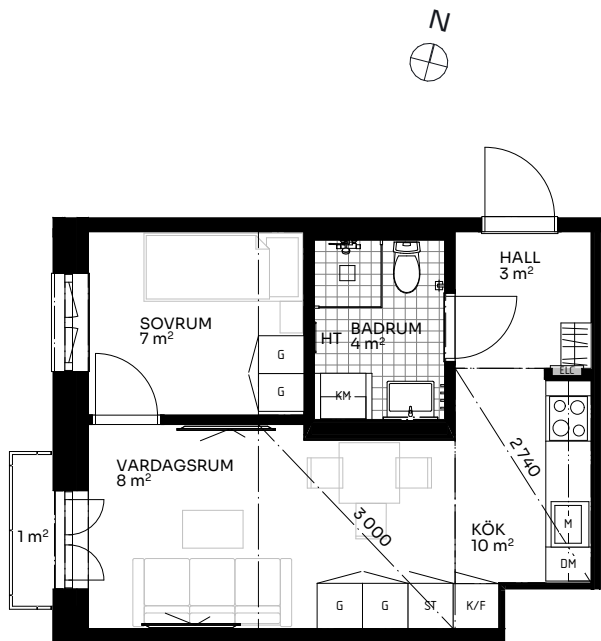 N
HALL
3 m²
SOVRUM
7 m²
HT
BADRUM
4 m²
ELC
G
G
KM
VARDAGSRUM
8 m²
2 740
3 000
1 m²
KÖK
10 m²
M
DM
G
G
ST
K/F